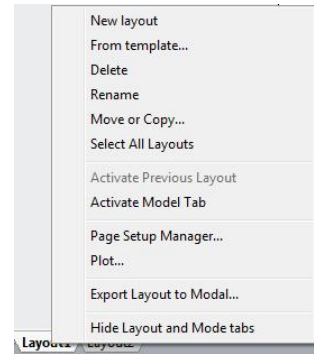 New layout
From template...
Delete
Rename
Move or Copy...
Select All Layouts
Activate Previous Layout
Activate Model Tab
Page Setup Manager...
Plot...
Export Layout to Modal...
Hide Layout and Mode tabs